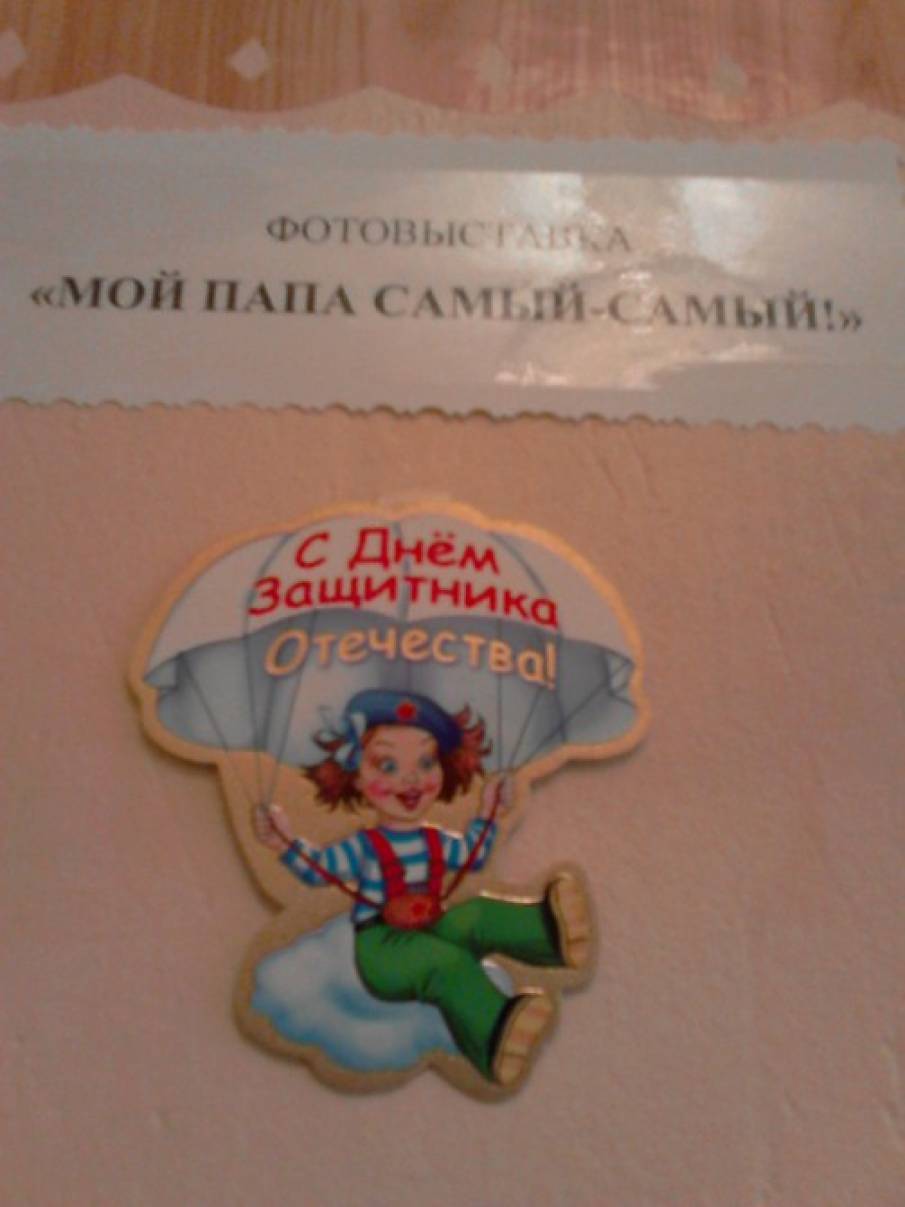 ФОТОВЫСТАВКА
«МОЙ ПАПА САМЫЙ-САМЫЙ!»
С Днём
Защитника
Отечества!